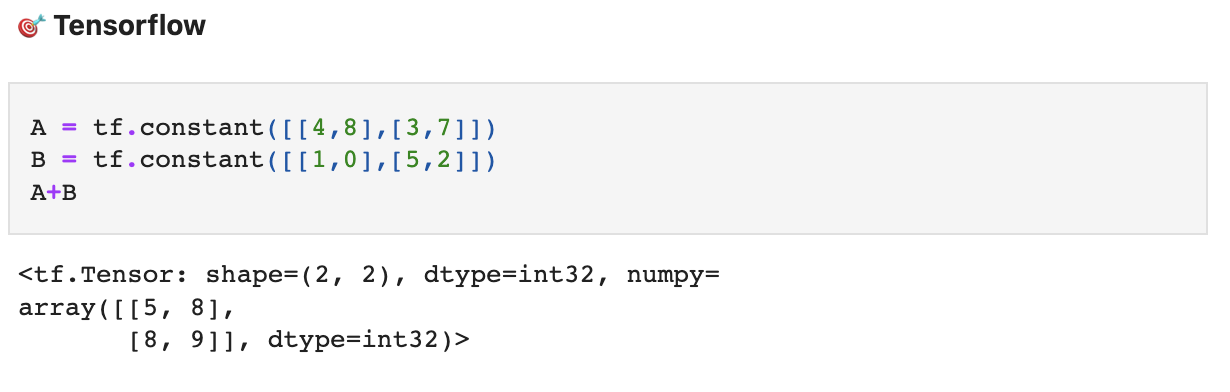 🎯 Tensorflow
A = tf.constant([[4,8],[3,7]])
B = tf.constant([[1,0],[5,2]])
A+B
<tf.Tensor: shape=(2, 2), dtype=int32, numpy=
array([[5, 8],
       [8, 9]], dtype=int32)>